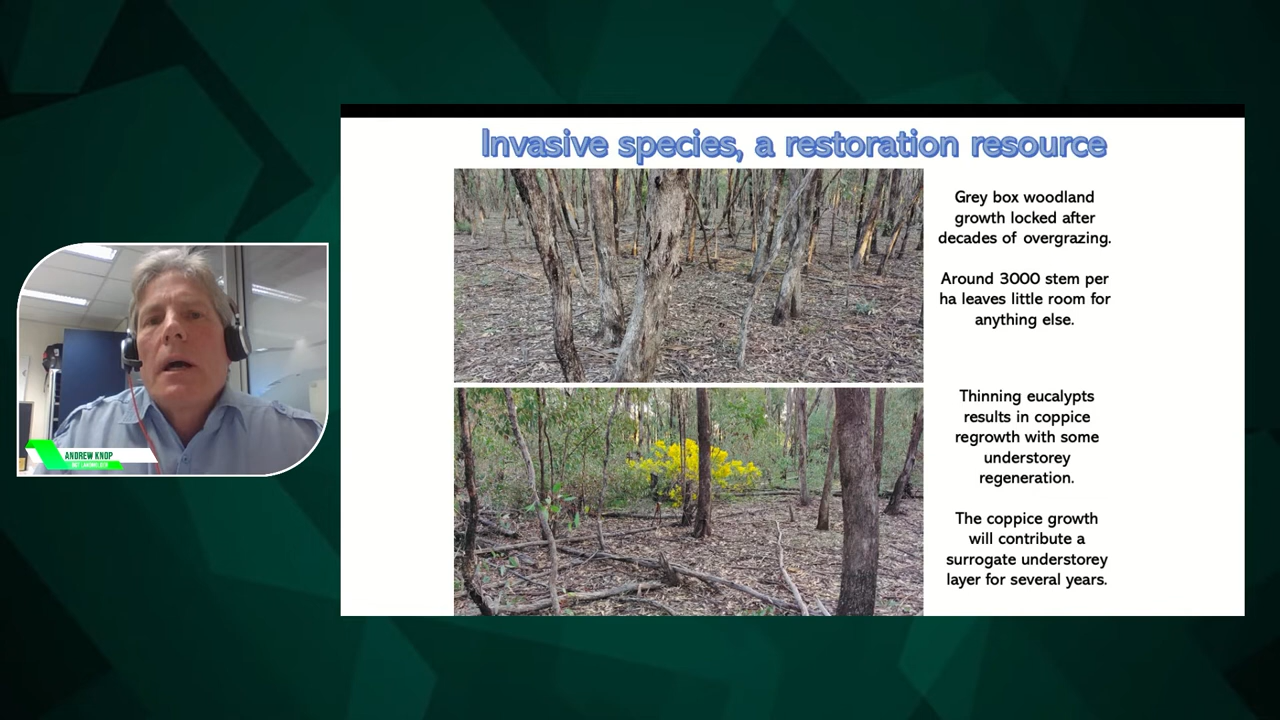 Invasive species, a restoration resource
Grey box woodland
growth locked after
decades of overgrazing.
Around 3000 stem per
ha leaves little room for
anything else.
Thinning eucalypts
results in coppice
regrowth with some
understorey
regeneration.
The coppice growth
will contribute a
surrogate understorey
layer for several years.
ANDREW KNOP